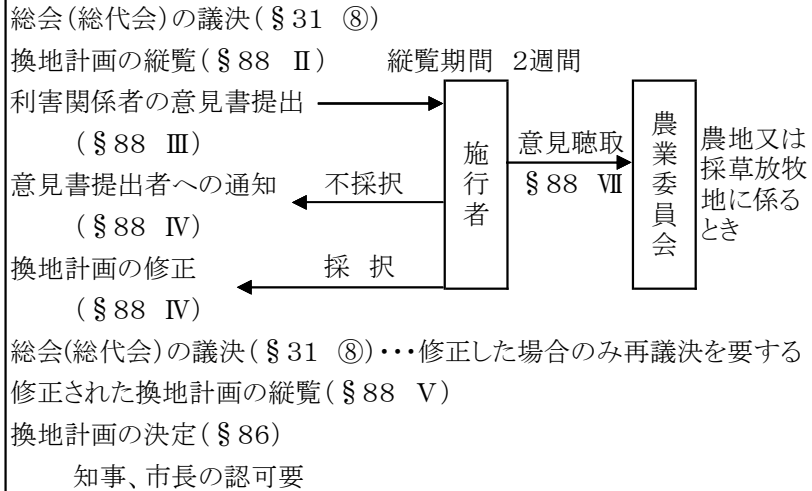 総会(総代会)の議決(§31 ⑧)
換地計画の縦覧(§88 Ⅱ) 縦覧期間 2週間
利害関係者の意見書提出
(§88 Ⅲ)
意見書提出者への通知
(§88 Ⅳ)
不採択
換地計画の修正
(§88 Ⅳ)
採 択
施行者
意見聴取
§88 Ⅶ
農業委員会
農地又は
採草放牧
地に係る
とき
総会(総代会)の議決(§31 ⑧)・・・修正した場合のみ再議決を要する
修正された換地計画の縦覧(§88 Ⅴ)
換地計画の決定(§86)
知事、市長の認可要